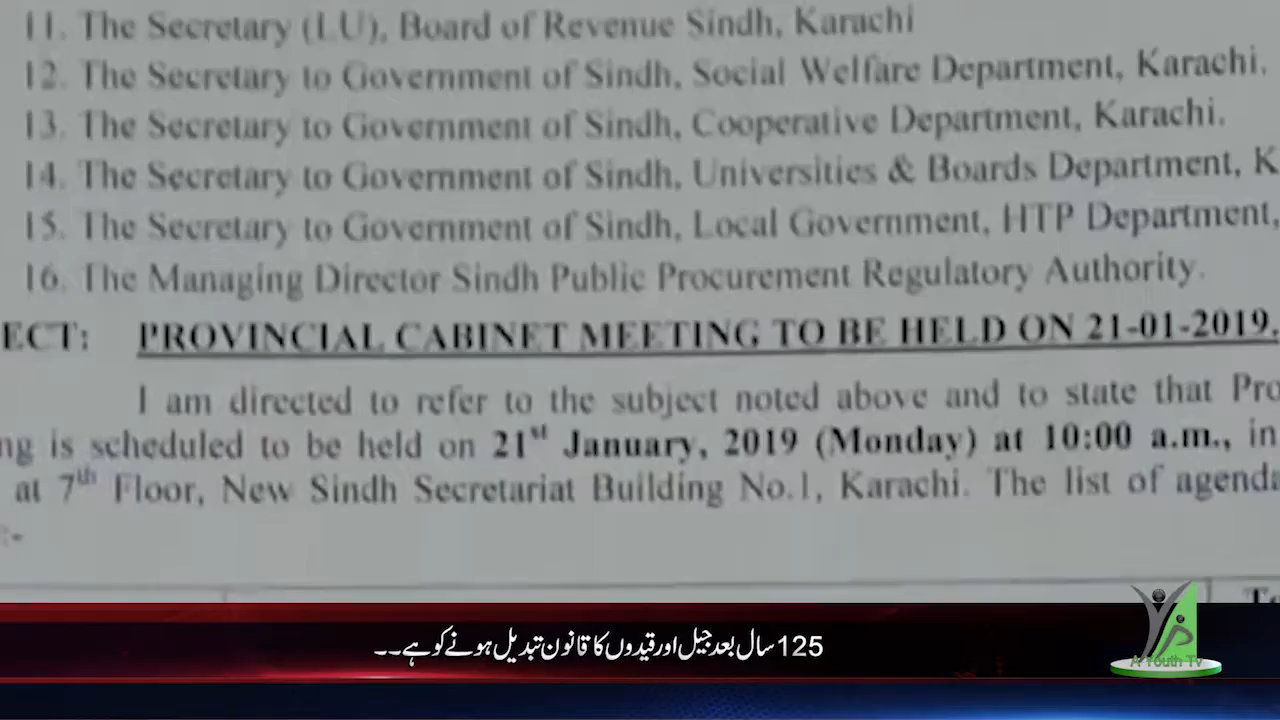 11. The Secretary (LU), Board of Revenue Sindh, Karachi
12. The Secretary to Government of Sindh, Social Welfare Department, Karachi.
13. The Secretary to Government of Sindh, Cooperative Department, Karachi.
14. The Secretary to Government of Sindh, Universities & Boards Department, K
15. The Secretary to Government of Sindh, Local Government, HTP Department,
16. The Managing Director Sindh Public Procurement Regulatory Authority.
ECT: PROVINCIAL CABINET MEETING TO BE HELD ON 21-01-2019.
I am directed to refer to the subject noted above and to state that Pro
ng is scheduled to be held on 21st January, 2019 (Monday) at 10:00 a.m., in
at 7th Floor, New Sindh Secretariat Building No.1, Karachi. The list of agenda
:-
125 سال بعد جیل اور قیدوں کا قانون تبدیل ہونے کو ہے۔۔
A Youth Tv